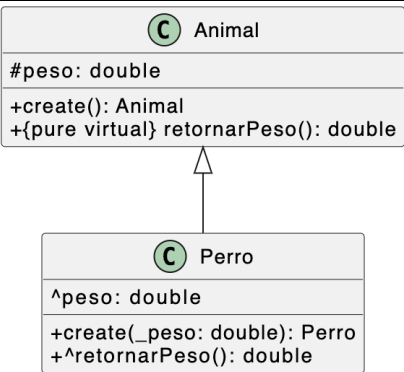 C Animal
#peso: double
+create(): Animal
+{pure virtual} retornarPeso(): double
C Perro
^peso: double
+create(_peso: double): Perro
+^retornarPeso(): double